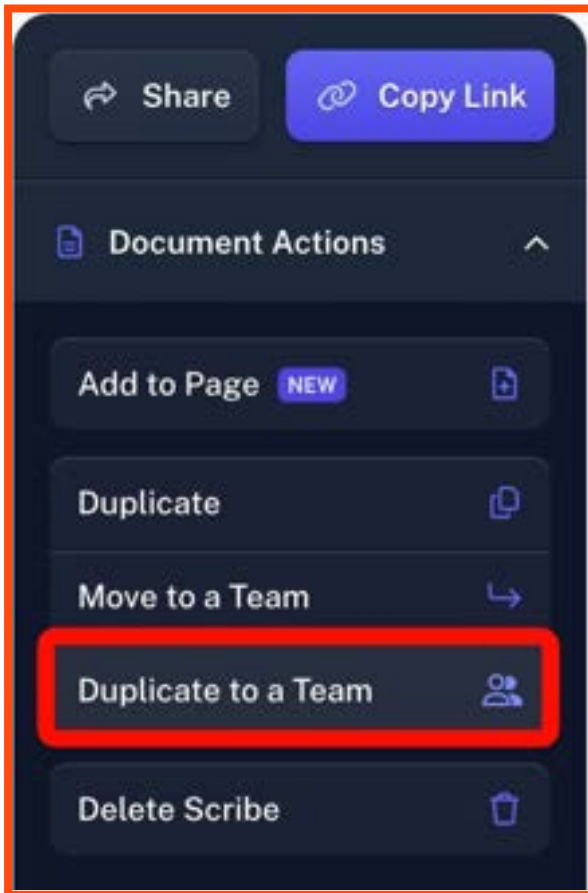 Share
Copy Link
Document Actions
Add to Page NEW
Duplicate
Move to a Team
Duplicate to a Team
Delete Scribe